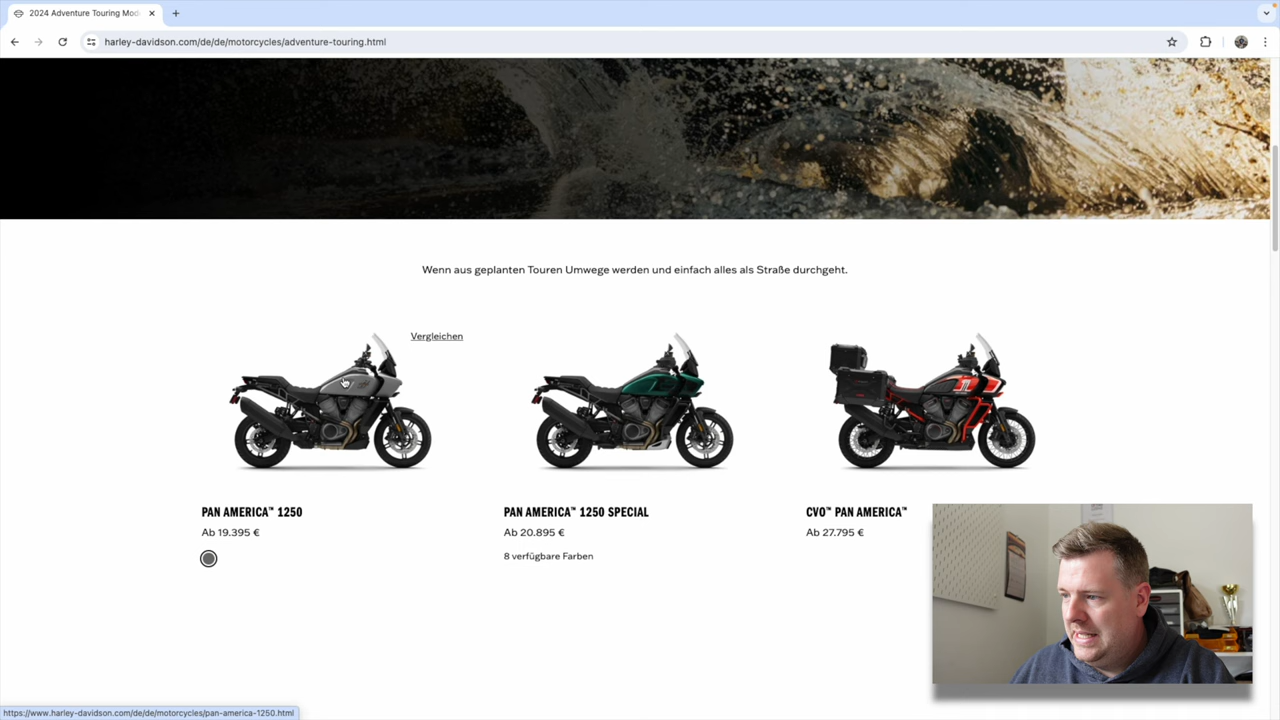 2024 Adventure Touring Mod
harley-davidson.com/de/de/motorcycles/adventure-touring.html
Wenn aus geplanten Touren Umwege werden und einfach alles als Straße durchgeht.
Vergleichen
PAN AMERICA™ 1250
Ab 19.395 €
PAN AMERICA™ 1250 SPECIAL
Ab 20.895 €
8 verfügbare Farben
CVO™ PAN AMERICA™
Ab 27.795 €
https://www.harley-davidson.com/de/de/motorcycles/pan-america-1250.html